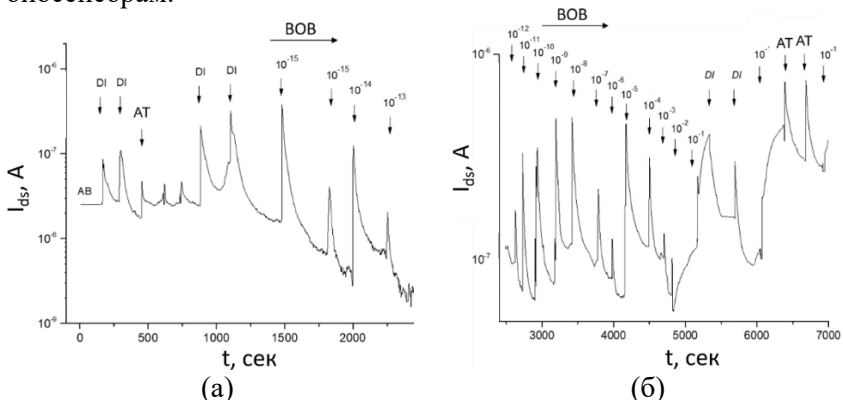 биосенсорам.
BOB
DI DI AT DI DI 10⁻¹⁵ 10⁻¹⁵ 10⁻¹⁴ 10⁻¹³
AB
I_ds, A
10⁻⁶
10⁻⁷
10⁻⁸
10⁻⁹
0 500 1000 1500 2000
t, сек
(а)
BOB
10⁻¹² 10⁻¹¹ 10⁻¹⁰ 10⁻⁹ 10⁻⁸ 10⁻⁷ 10⁻⁶ 10⁻⁵ 10⁻⁴ 10⁻³ 10⁻² 10⁻¹ DI DI AT AT 10⁻¹
I_ds, A
10⁻⁶
10⁻⁷
3000 4000 5000 6000 7000
t, сек
(б)